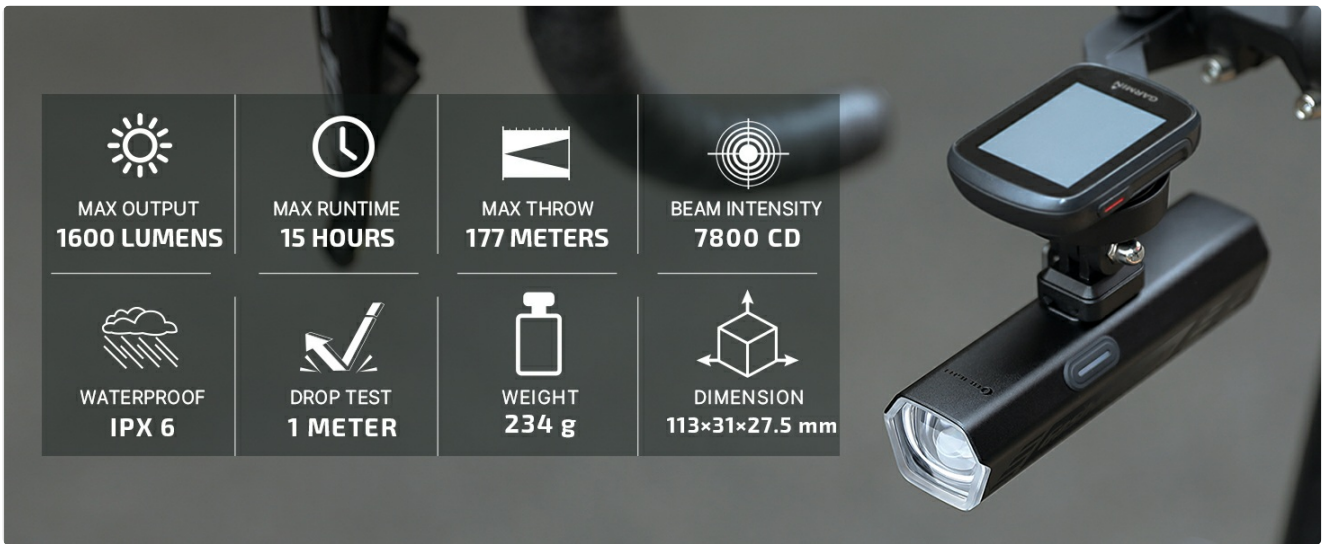 MAX OUTPUT
1600 LUMENS
MAX RUNTIME
15 HOURS
MAX THROW
177 METERS
BEAM INTENSITY
7800 CD
WATERPROOF
IPX 6
DROP TEST
1 METER
WEIGHT
234 g
DIMENSION
113×31×27.5 mm
GARMIN